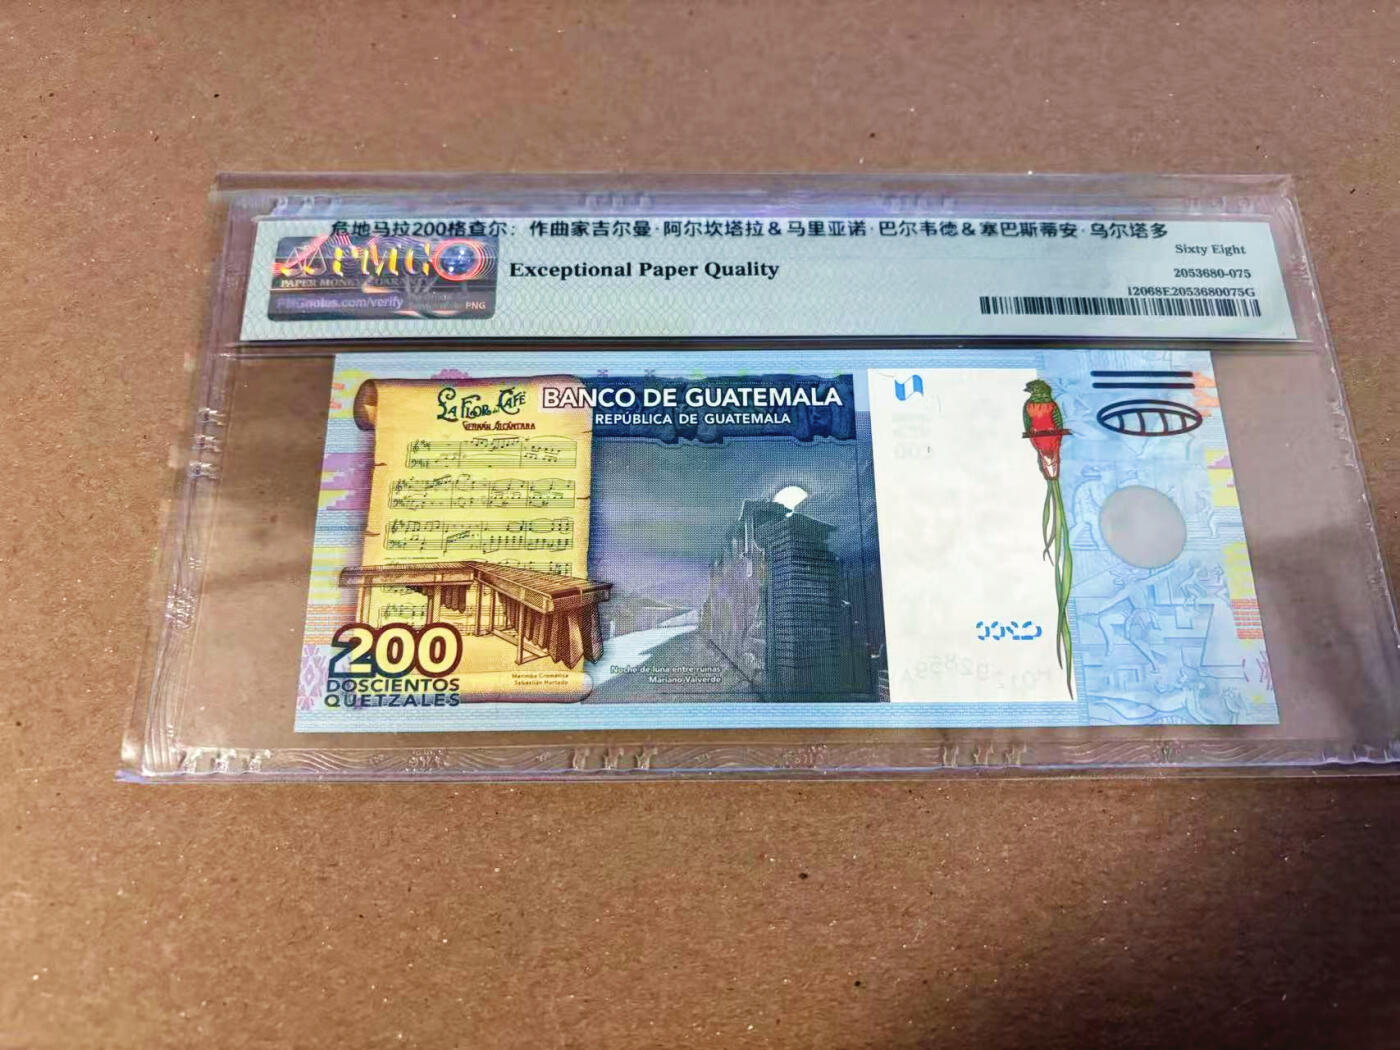 危地马拉200格查尔：作曲家吉尔曼·阿尔坎塔拉&马里亚诺·巴尔韦德&塞巴斯蒂安·乌尔塔多
PMG
PAPER MONEY GUARANTY
PMGnotes.com/verify
PNG
Exceptional Paper Quality
Sixty Eight
2053680-075
12068E2053680075G
LA FLOR del CAFÉ
GERMÁN ALCÁNTARA
BANCO DE GUATEMALA
REPÚBLICA DE GUATEMALA
200
DOSCIENTOS
QUETZALES
Marimba Cromática
Sebastián Hurtado
Noche de luna entre ruinas
Mariano Valverde